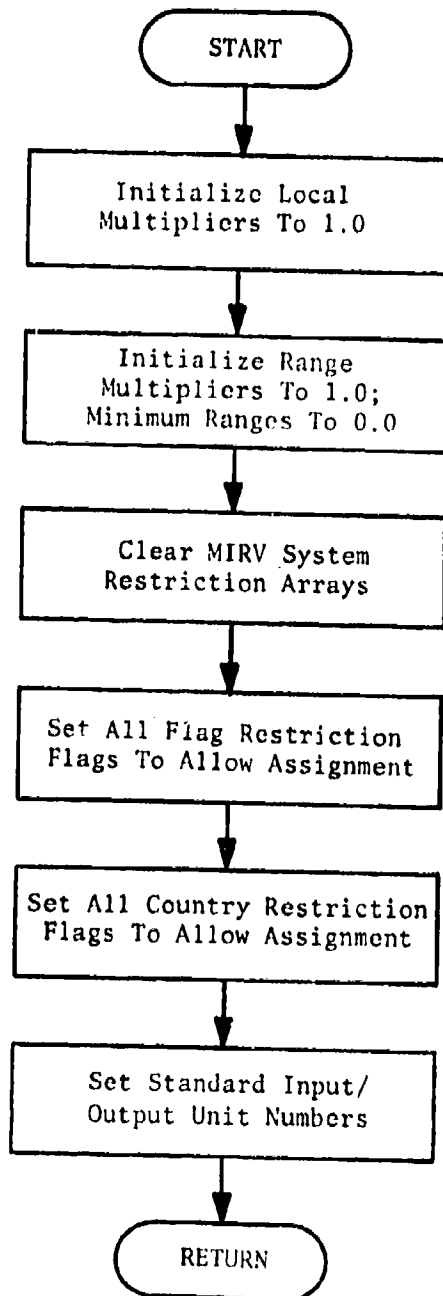 START
Initialize Local
Multipliers To 1.0
Initialize Range
Multipliers To 1.0;
Minimum Ranges To 0.0
Clear MIRV System
Restriction Arrays
Set All Flag Restriction
Flags To Allow Assignment
Set All Country Restriction
Flags To Allow Assignment
Set Standard Input/
Output Unit Numbers
RETURN